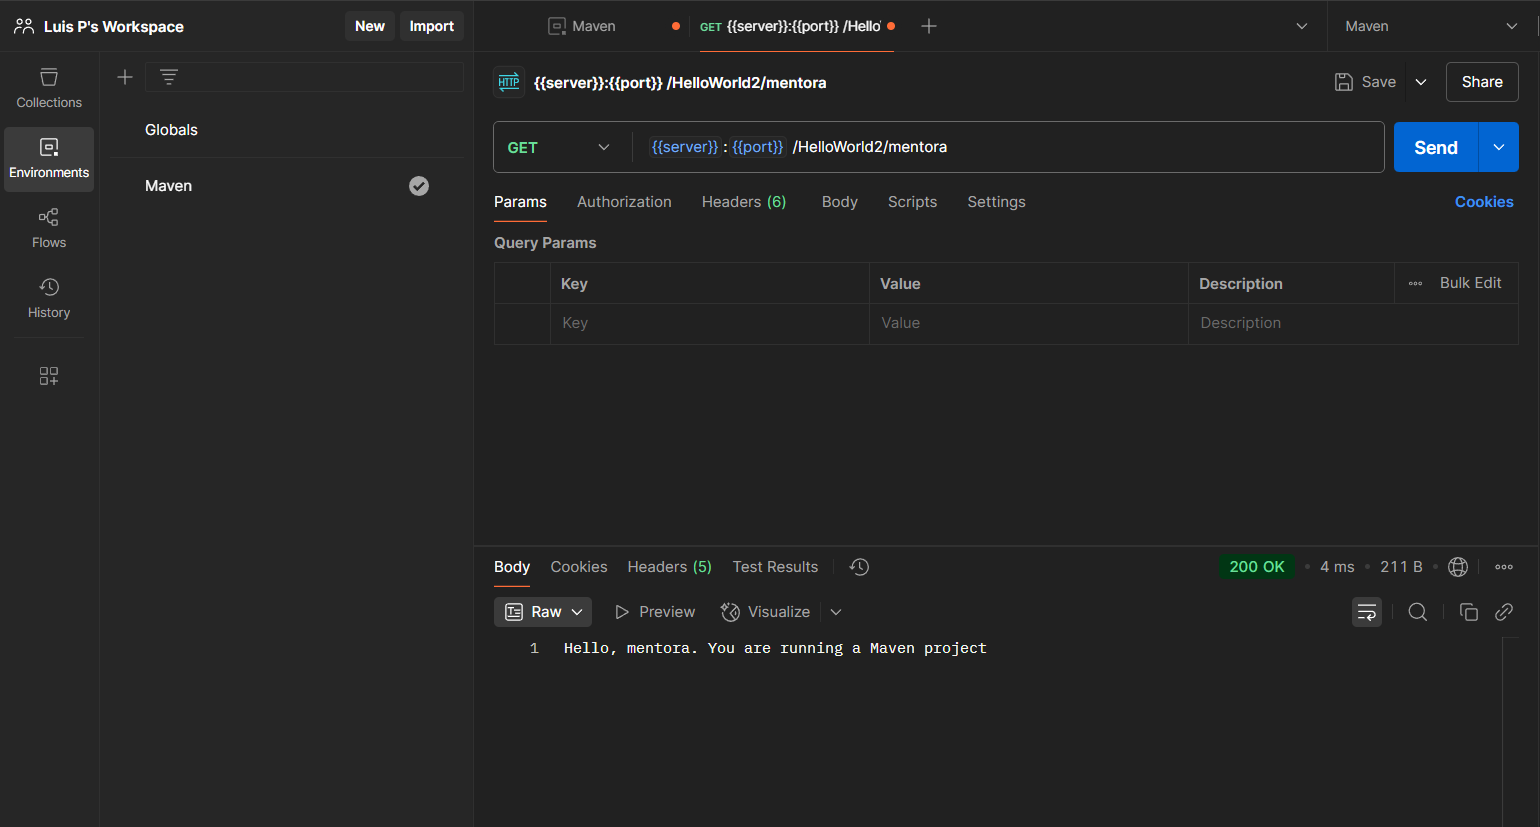 Luis P's Workspace
New
Import
Maven
GET {{server}}:{{port}} /Hello
Maven
Collections
Environments
Flows
History
Globals
Maven
HTTP
{{server}}:{{port}} /HelloWorld2/mentora
Save
Share
GET
{{server}} : {{port}} /HelloWorld2/mentora
Send
Params
Authorization
Headers (6)
Body
Scripts
Settings
Cookies
Query Params
Key
Value
Description
Bulk Edit
Key
Value
Description
Body
Cookies
Headers (5)
Test Results
200 OK
4 ms
211 B
Raw
Preview
Visualize
1 Hello, mentora. You are running a Maven project